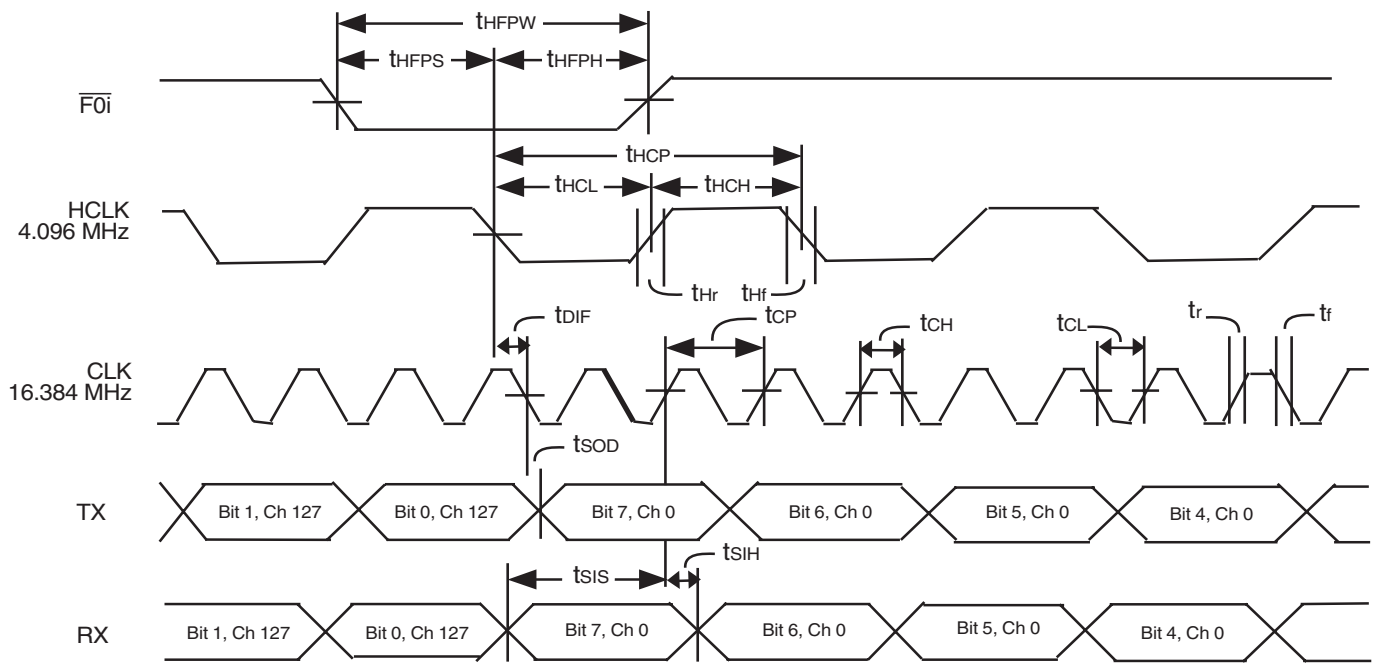 tHFPW
tHFPS tHFPH
F0i
tHCP
tHCL tHCH
HCLK
4.096 MHz
tHr tHf
tDIF tCP tCH tCL tr tf
CLK
16.384 MHz
tSOD
TX Bit 1, Ch 127 Bit 0, Ch 127 Bit 7, Ch 0 Bit 6, Ch 0 Bit 5, Ch 0 Bit 4, Ch 0
tSIS tSIH
RX Bit 1, Ch 127 Bit 0, Ch 127 Bit 7, Ch 0 Bit 6, Ch 0 Bit 5, Ch 0 Bit 4, Ch 0